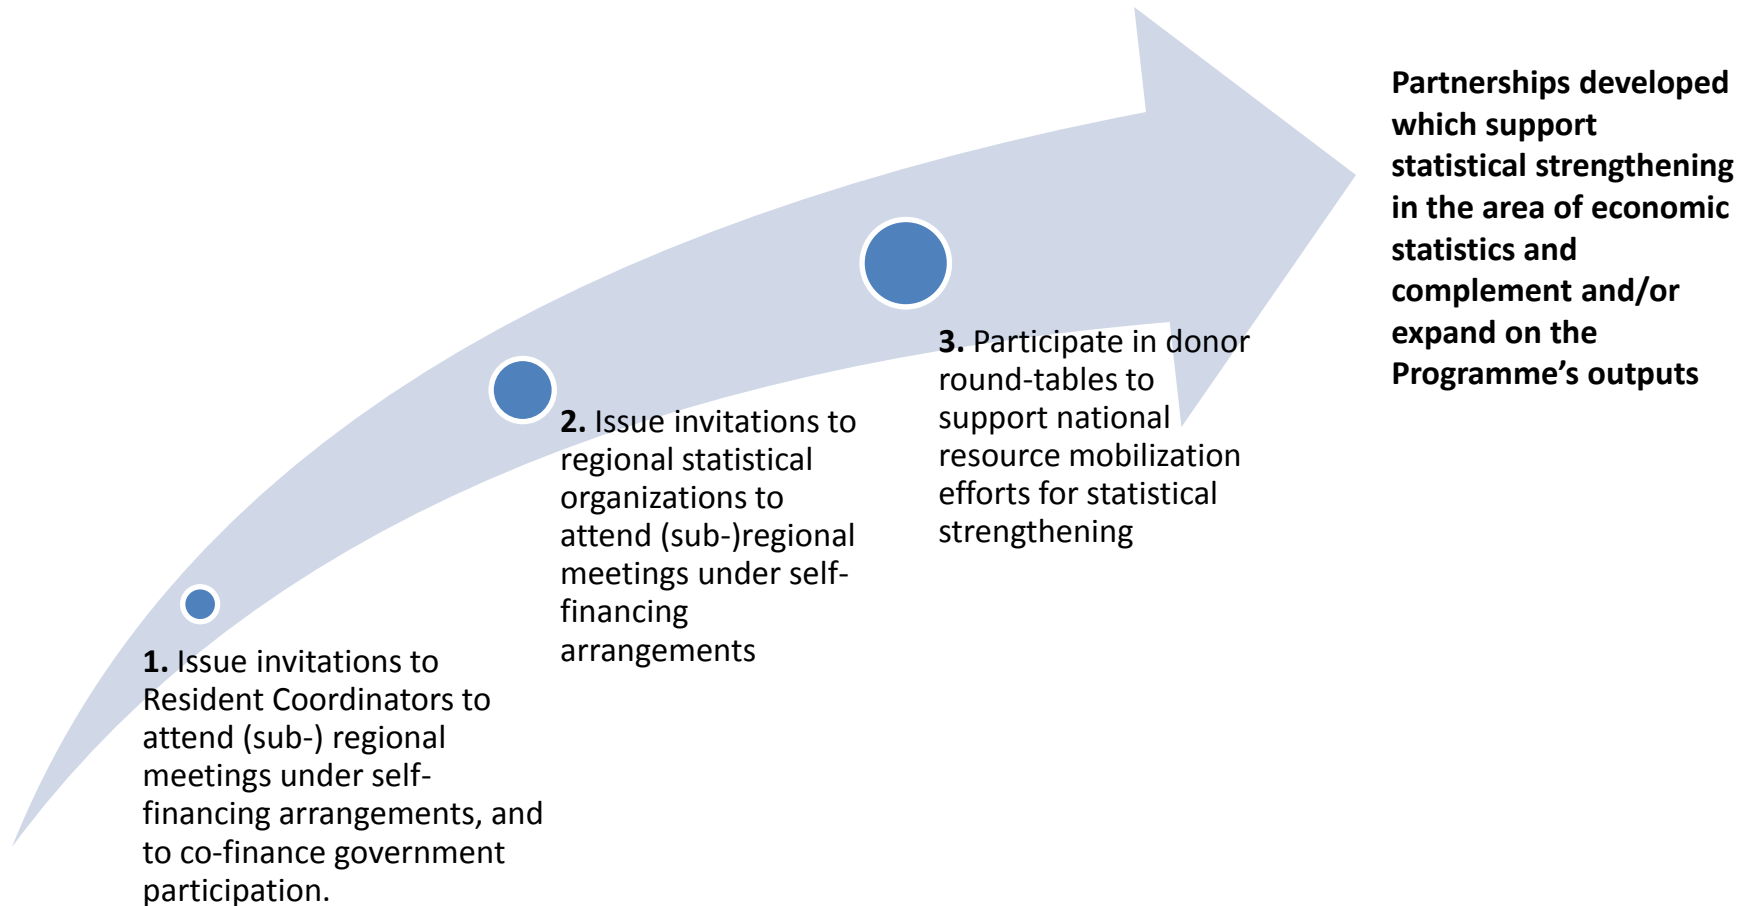 Partnerships developed
which support
statistical strengthening
in the area of economic
statistics and
complement and/or
expand on the
Programme’s outputs
3. Participate in donor
round-tables to
support national
resource mobilization
efforts for statistical
strengthening
2. Issue invitations to
regional statistical
organizations to
attend (sub-)regional
meetings under self-
financing
arrangements
1. Issue invitations to
Resident Coordinators to
attend (sub-) regional
meetings under self-
financing arrangements, and
to co-finance government
participation.